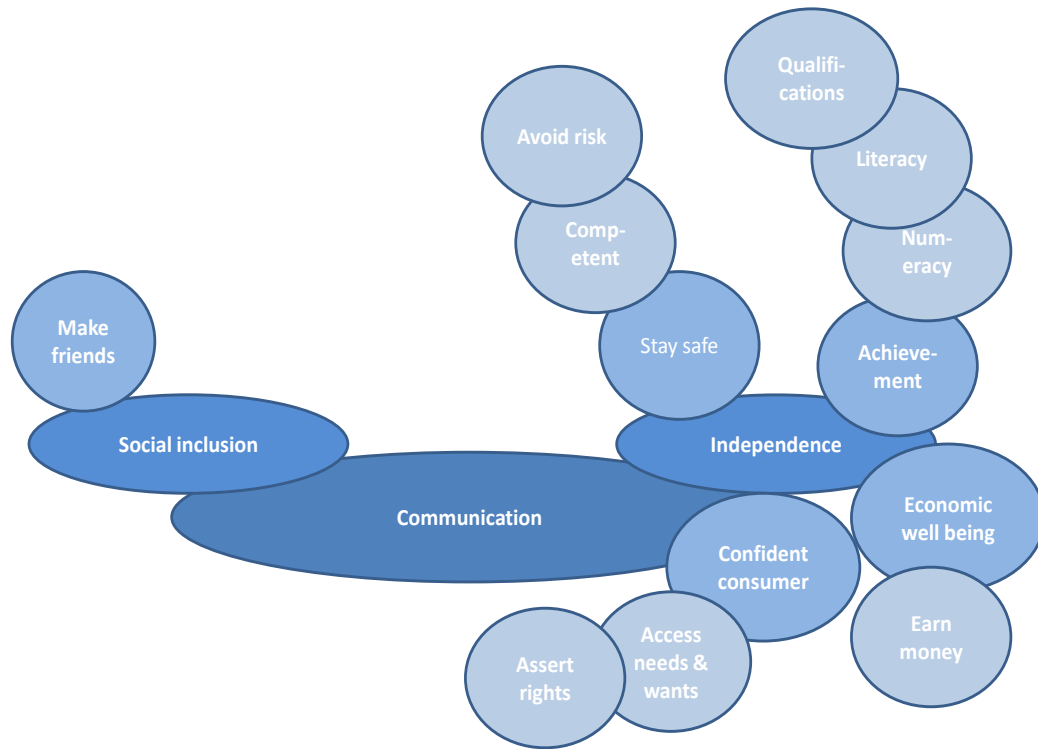 Qualifi-
cations
Avoid risk
Literacy
Comp-
etent
Num-
eracy
Make
friends
Stay safe
Achieve-
ment
Social inclusion
Independence
Communication
Economic
well being
Confident
consumer
Access
needs &
wants
Assert
rights
Earn
money